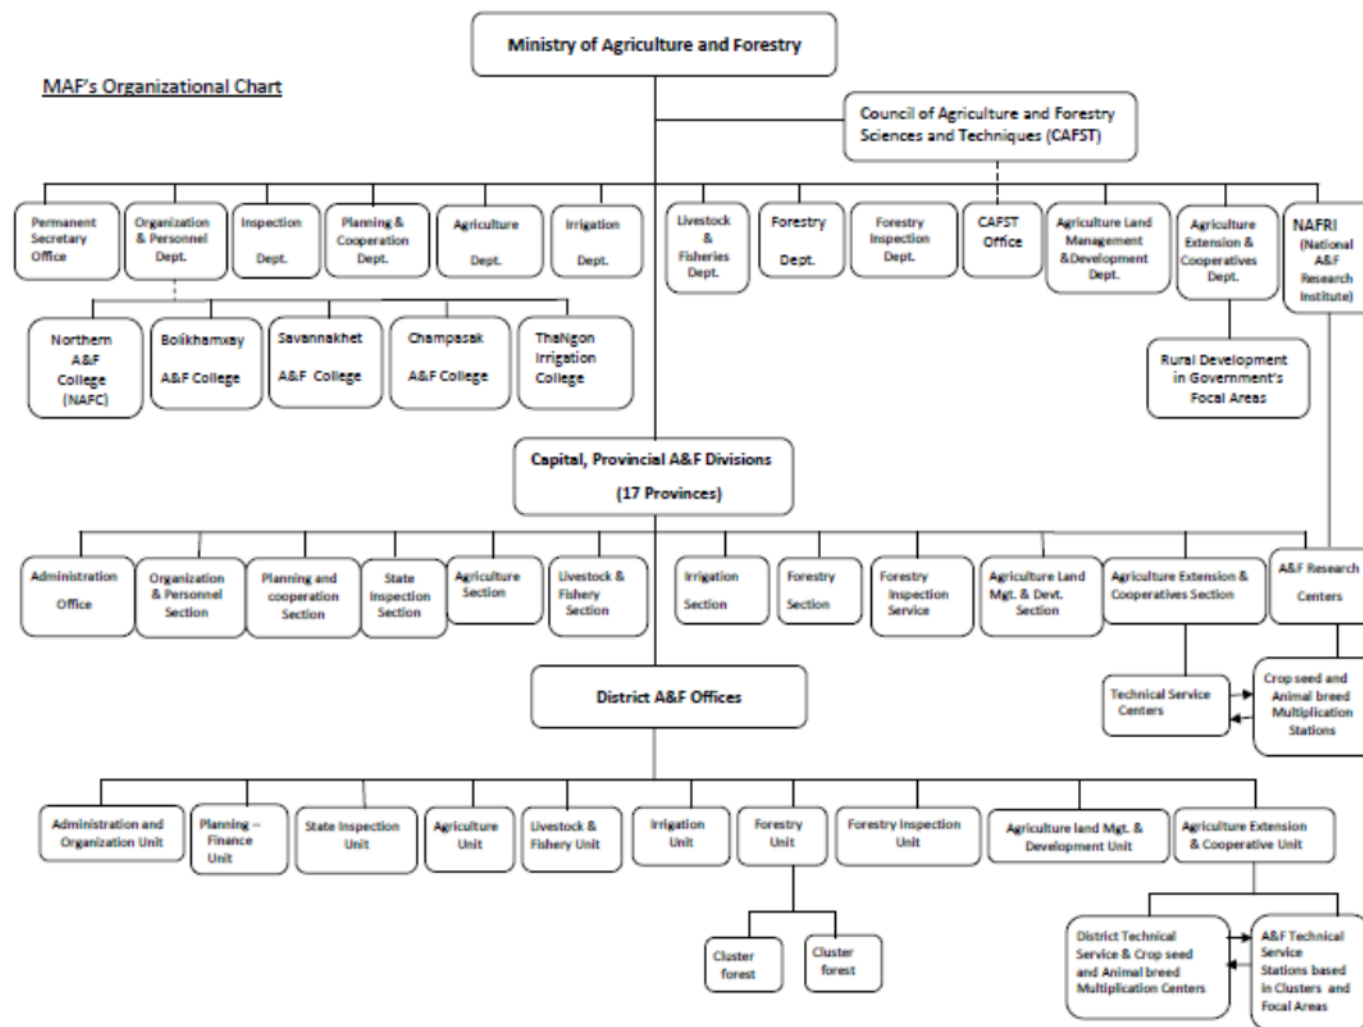 Ministry of Agriculture and Forestry
MAF's Organizational Chart
Council of Agriculture and Forestry
Sciences and Techniques (CAFST)
Permanent
Secretary
Office
Organization
& Personnel
Dept.
Inspection
Dept.
Planning &
Cooperation
Dept.
Agriculture
Dept.
Irrigation
Dept.
Livestock
&
Fisheries
Dept.
Forestry
Dept.
Forestry
Inspection
Dept.
CAFST
Office
Agriculture Land
Management
&Development
Dept.
Agriculture
Extension &
Cooperatives
Dept.
NAFRI
(National
A&F
Research
Institute)
Northern
A&F
College
(NAFC)
Bolikhamxay
A&F College
Savannakhet
A&F College
Champasak
A&F College
ThaNgon
Irrigation
College
Rural Development
in Government's
Focal Areas
Capital, Provincial A&F Divisions
(17 Provinces)
Administration
Office
Organization
& Personnel
Section
Planning and
cooperation
Section
State
Inspection
Section
Agriculture
Section
Livestock &
Fishery
Section
Irrigation
Section
Forestry
Section
Forestry
Inspection
Service
Agriculture Land
Mgt. & Devt.
Section
Agriculture Extension &
Cooperatives Section
A&F Research
Centers
District A&F Offices
Technical Service
Centers
Crop seed and
Animal breed
Multiplication
Stations
Administration and
Organization Unit
Planning –
Finance
Unit
State Inspection
Unit
Agriculture
Unit
Livestock &
Fishery Unit
Irrigation
Unit
Forestry
Unit
Forestry Inspection
Unit
Agriculture land Mgt. &
Development Unit
Agriculture Extension
& Cooperative Unit
Cluster
forest
Cluster
forest
District Technical
Service & Crop seed
and Animal breed
Multiplication Centers
A&F Technical
Service
Stations based
in Clusters and
Focal Areas